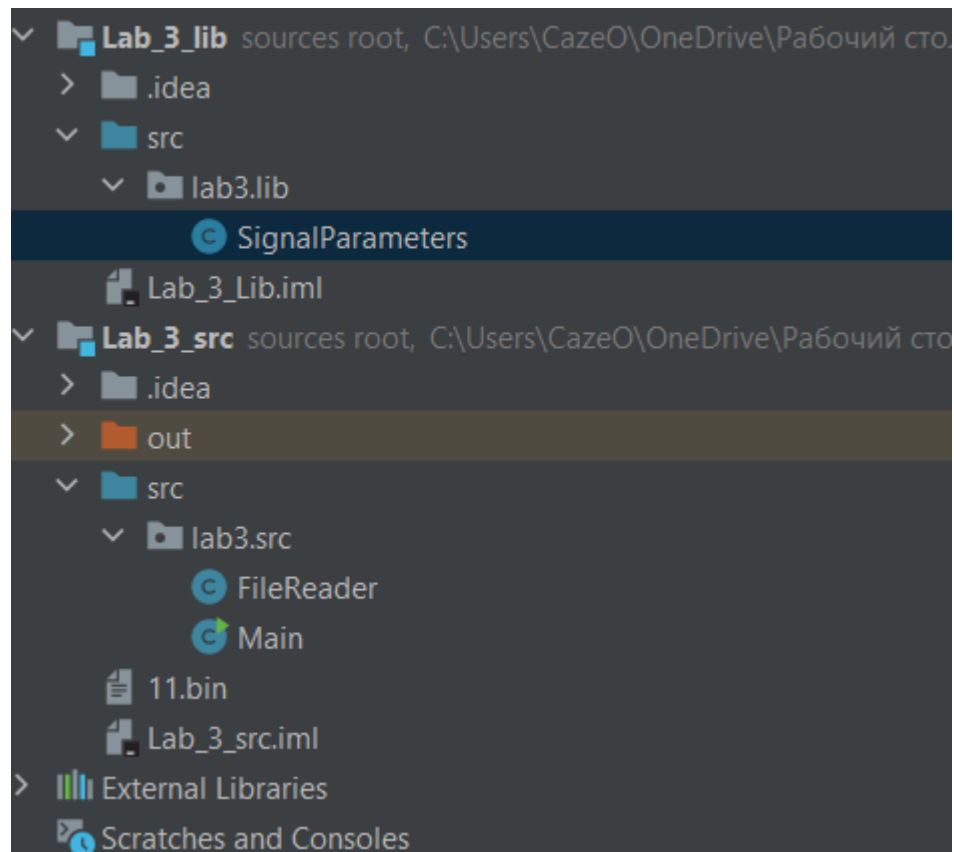 Lab_3_lib sources root, C:\Users\CazeO\OneDrive\Рабочий сто
.idea
src
lab3.lib
SignalParameters
Lab_3_Lib.iml
Lab_3_src sources root, C:\Users\CazeO\OneDrive\Рабочий сто
.idea
out
src
lab3.src
FileReader
Main
11.bin
Lab_3_src.iml
External Libraries
Scratches and Consoles